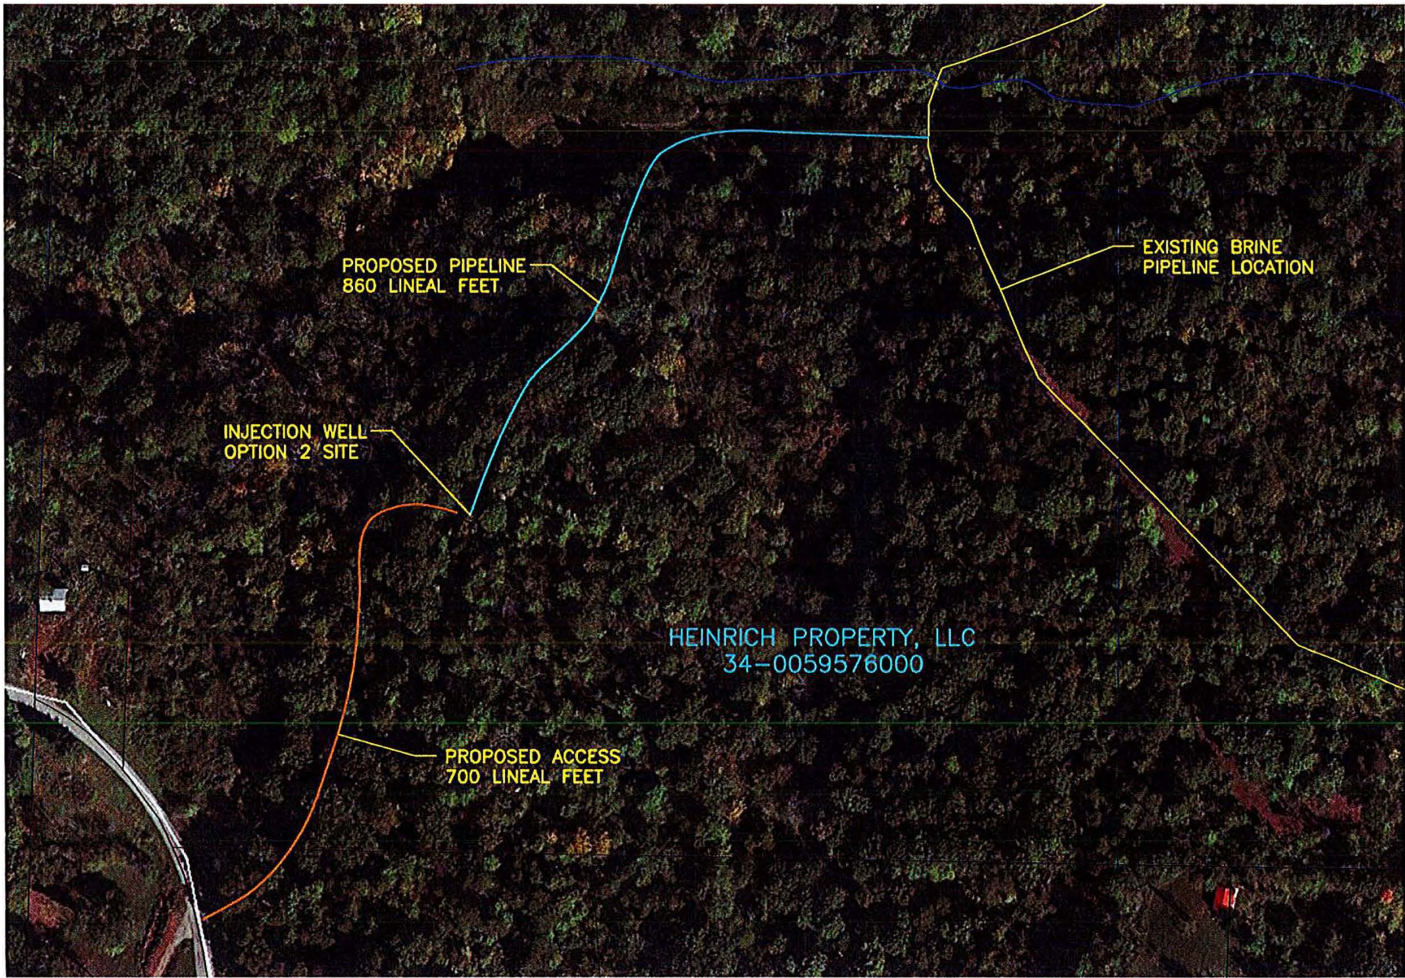 EXISTING BRINE
PIPELINE LOCATION
PROPOSED PIPELINE
860 LINEAL FEET
INJECTION WELL
OPTION 2 SITE
HEINRICH PROPERTY, LLC
34-0059576000
PROPOSED ACCESS
700 LINEAL FEET